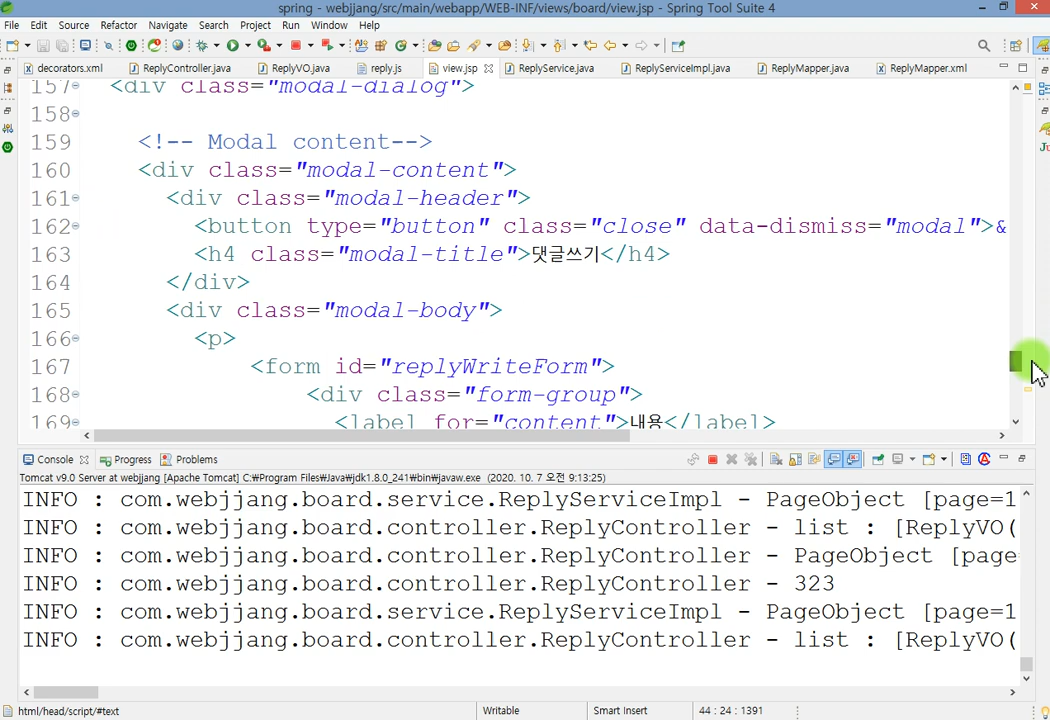 spring - webjjang/src/main/webapp/WEB-INF/views/board/view.jsp - Spring Tool Suite 4
File Edit Source Refactor Navigate Search Project Run Window Help
decorators.xml ReplyController.java ReplyVO.java reply.js view.jsp ReplyService.java ReplyServiceImpl.java ReplyMapper.java ReplyMapper.xml
157 <div class="modal-dialog">
158
159 <!-- Modal content-->
160 <div class="modal-content">
161 <div class="modal-header">
162 <button type="button" class="close" data-dismiss="modal">&
163 <h4 class="modal-title">댓글쓰기</h4>
164 </div>
165 <div class="modal-body">
166 <p>
167 <form id="replyWriteForm">
168 <div class="form-group">
169 <label for="content">내용</label>
Console Progress Problems
Tomcat v9.0 Server at webjjang [Apache Tomcat] C:₩Program Files₩Java₩jdk1.8.0_241₩bin₩javaw.exe (2020. 10. 7 오전 9:13:25)
INFO : com.webjjang.board.service.ReplyServiceImpl - PageObject [page=1
INFO : com.webjjang.board.controller.ReplyController - list : [ReplyVO(
INFO : com.webjjang.board.controller.ReplyController - PageObject [page
INFO : com.webjjang.board.controller.ReplyController - 323
INFO : com.webjjang.board.service.ReplyServiceImpl - PageObject [page=1
INFO : com.webjjang.board.controller.ReplyController - list : [ReplyVO(
html/head/script/#text Writable Smart Insert 44 : 24 : 1391